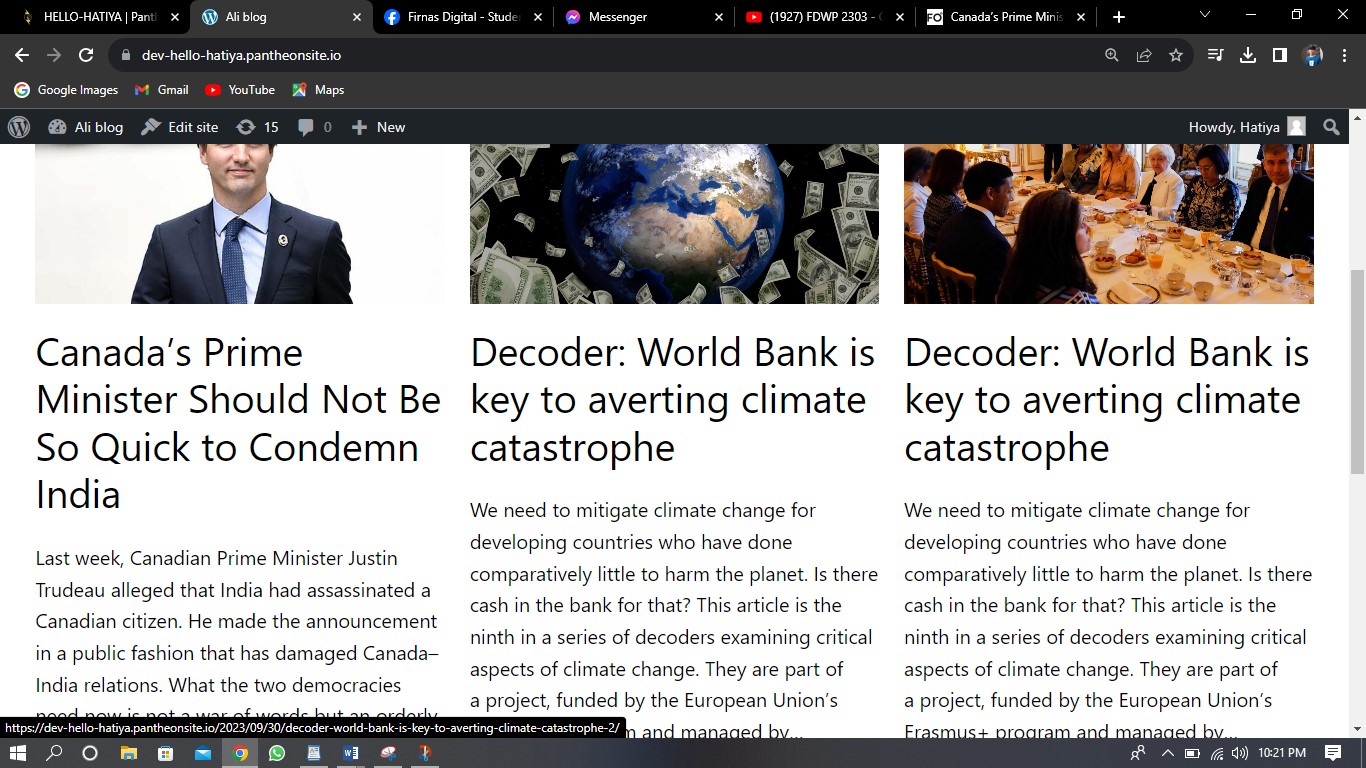 HELLO-HATIYA | Pant
Ali blog
Firnas Digital - Stude
Messenger
(1927) FDWP 2303 -
Canada's Prime Minis
dev-hello-hatiya.pantheonsite.io
Google Images
Gmail
YouTube
Maps
Ali blog
Edit site
15
0
New
Howdy, Hatiya
Canada's Prime
Minister Should Not Be
So Quick to Condemn
India
Last week, Canadian Prime Minister Justin
Trudeau alleged that India had assassinated a
Canadian citizen. He made the announcement
in a public fashion that has damaged Canada–
India relations. What the two democracies
need now is not a war of words but an orderly
Decoder: World Bank is
key to averting climate
catastrophe
We need to mitigate climate change for
developing countries who have done
comparatively little to harm the planet. Is there
cash in the bank for that? This article is the
ninth in a series of decoders examining critical
aspects of climate change. They are part of
a project, funded by the European Union's
and managed by...
Decoder: World Bank is
key to averting climate
catastrophe
We need to mitigate climate change for
developing countries who have done
comparatively little to harm the planet. Is there
cash in the bank for that? This article is the
ninth in a series of decoders examining critical
aspects of climate change. They are part of
a project, funded by the European Union's
Erasmus+ program and managed by...
https://dev-hello-hatiya.pantheonsite.io/2023/09/30/decoder-world-bank-is-key-to-averting-climate-catastrophe-2/
10:21 PM